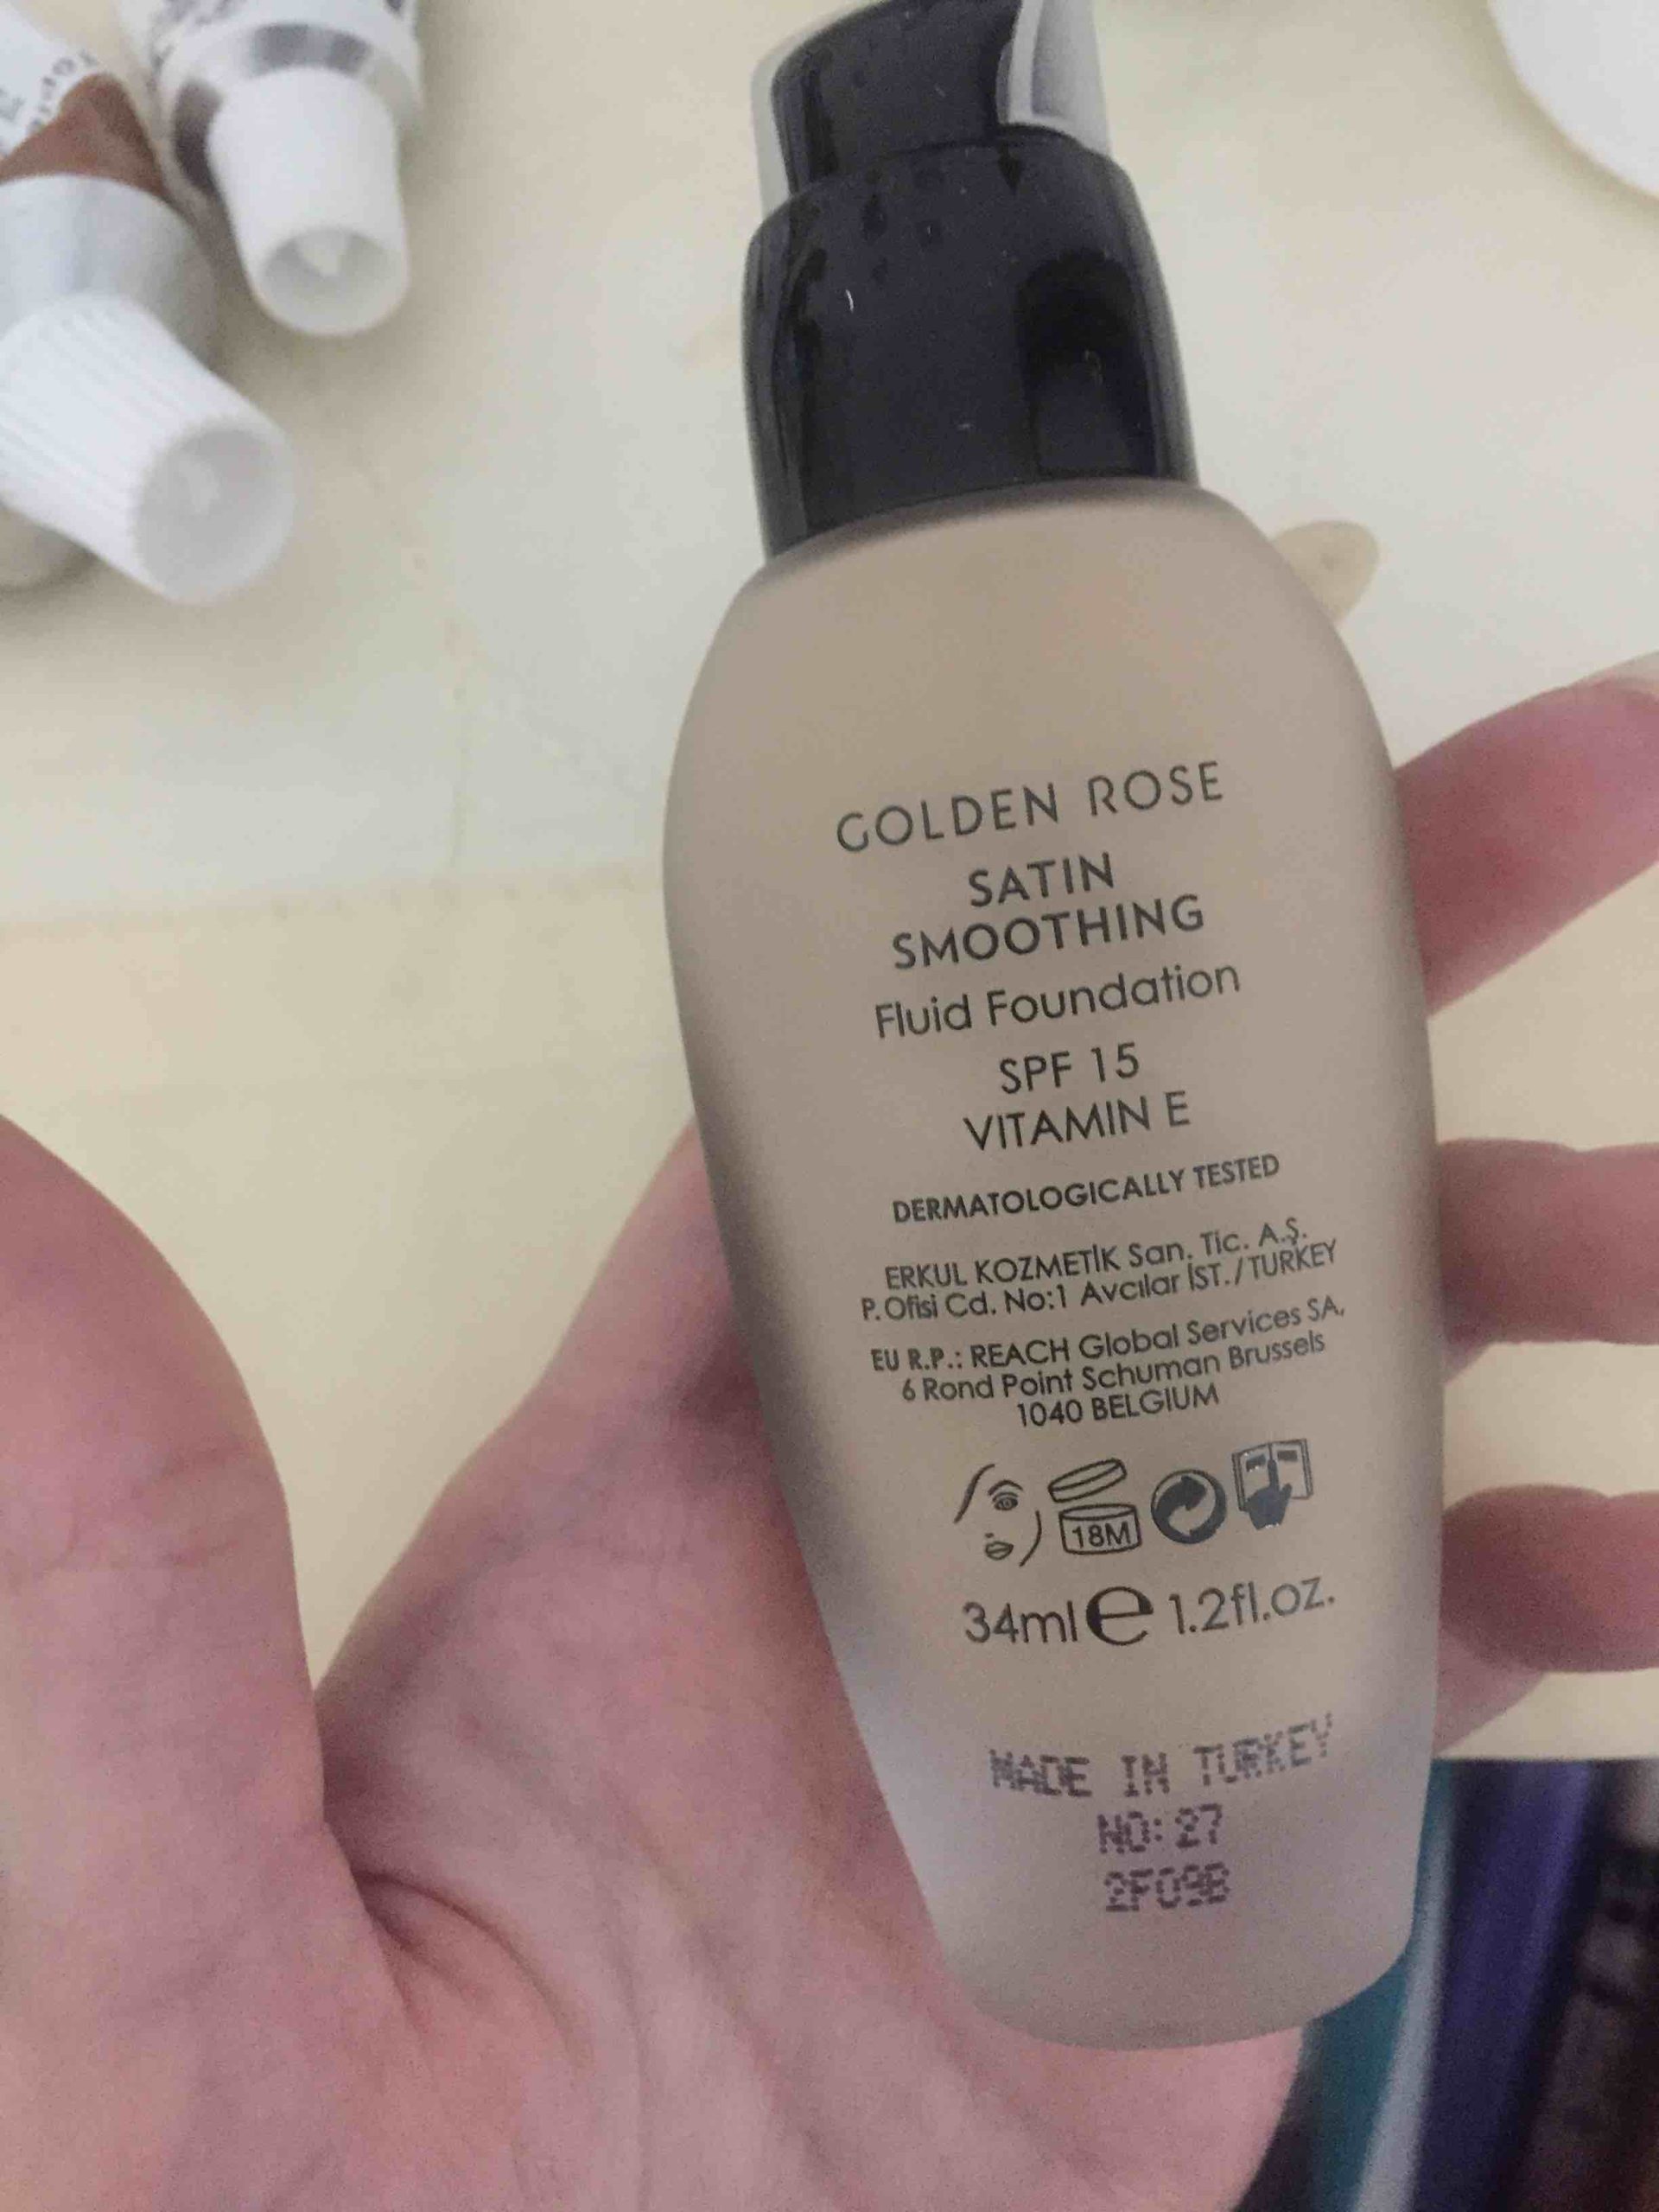 GOLDEN ROSE
SATIN
SMOOTHING
Fluid Foundation
SPF 15
VITAMIN E
DERMATOLOGICALLY TESTED
ERKUL KOZMETİK San. Tic. A.Ş.
P.Ofisi Cd. No:1 Avcılar İST./TURKEY
EU R.P.: REACH Global Services SA,
6 Rond Point Schuman Brussels
1040 BELGIUM
18M
34ml e 1.2fl.oz.
MADE IN TURKEY
NO: 27